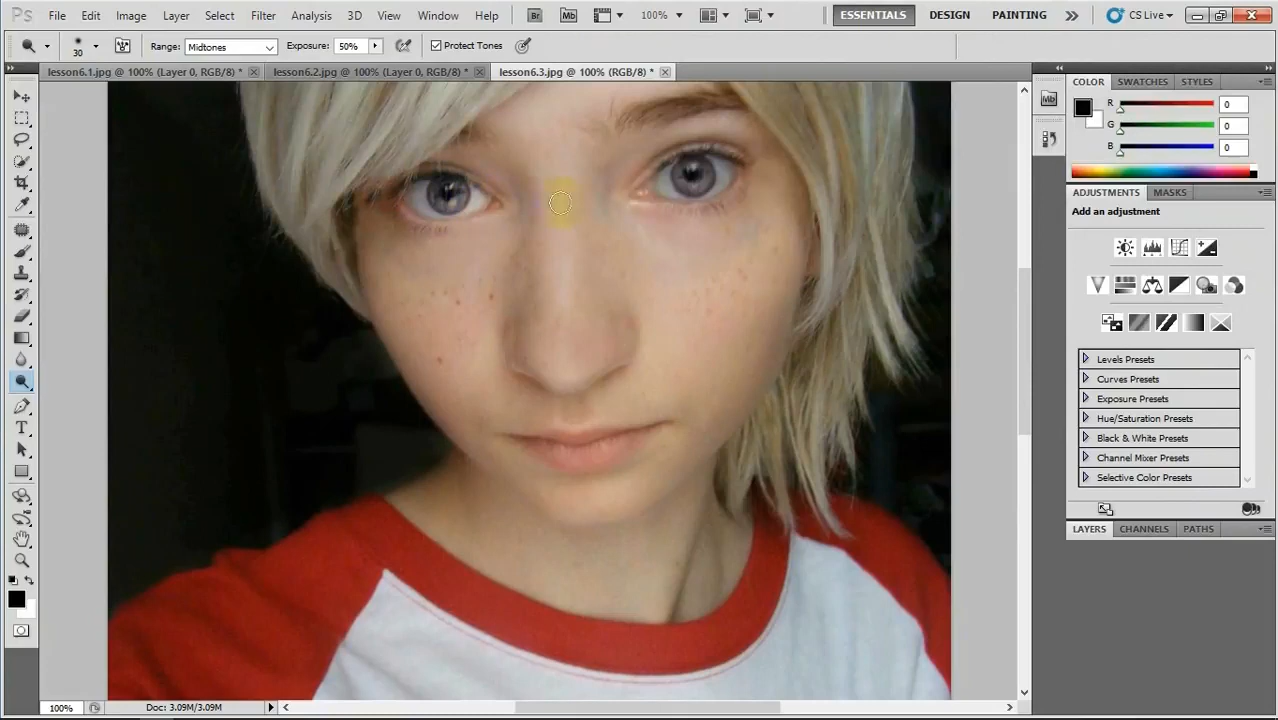 Ps File Edit Image Layer Select Filter Analysis 3D View Window Help Br Mb 100% ESSENTIALS DESIGN PAINTING CS Live
30 Range: Midtones Exposure: 50% Protect Tones
lesson6.1.jpg @ 100% (Layer 0, RGB/8) * lesson6.2.jpg @ 100% (Layer 0, RGB/8) * lesson6.3.jpg @ 100% (RGB/8) *
COLOR SWATCHES STYLES
Mb
R 0
G 0
B 0
ADJUSTMENTS MASKS
Add an adjustment
Levels Presets
Curves Presets
Exposure Presets
Hue/Saturation Presets
Black & White Presets
Channel Mixer Presets
Selective Color Presets
LAYERS CHANNELS PATHS
T
100% Doc: 3.09M/3.09M